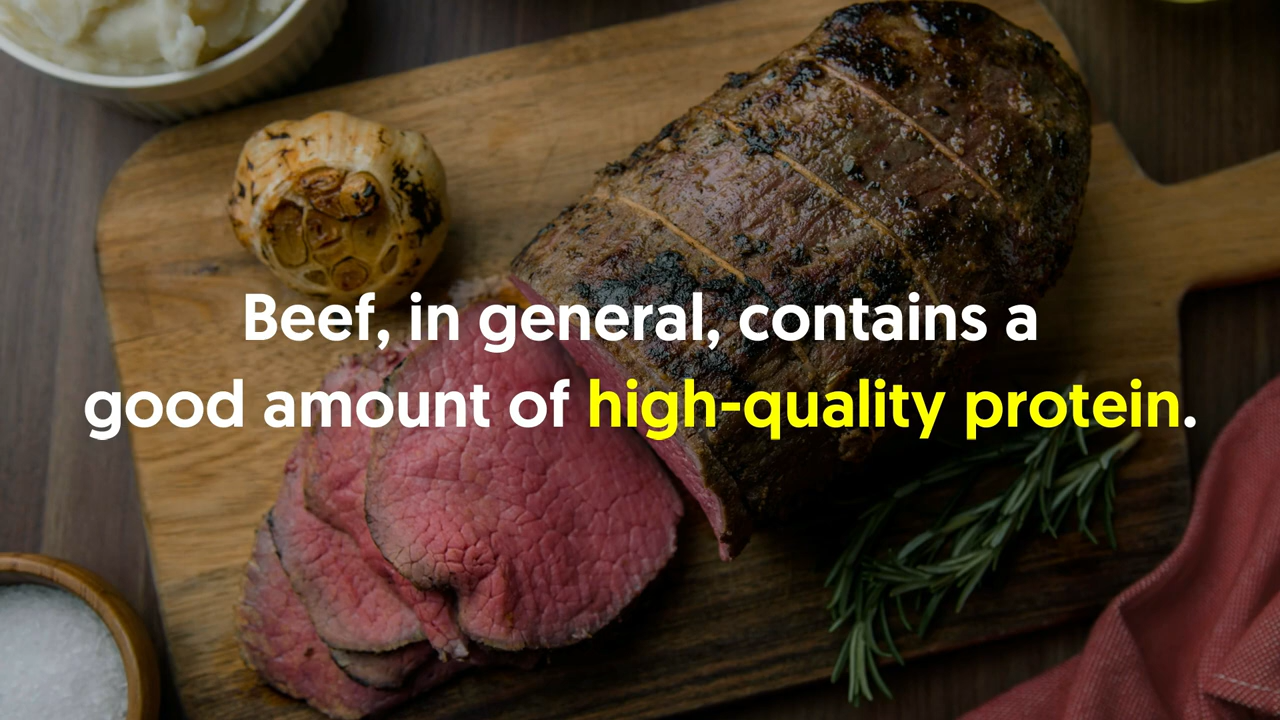 Beef, in general, contains a
good amount of high-quality protein.